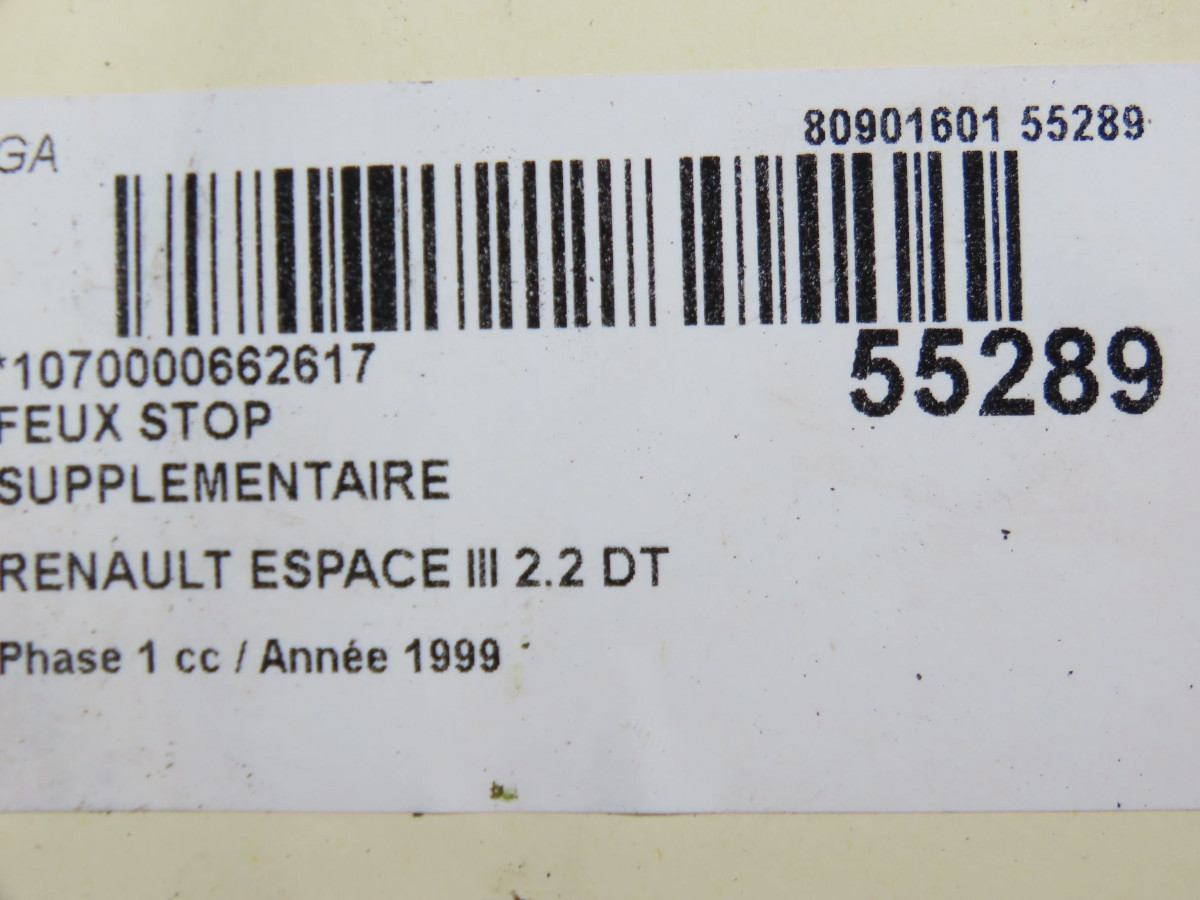 80901601 55289
GA
*1070000662617
55289
FEUX STOP
SUPPLEMENTAIRE
RENAULT ESPACE III 2.2 DT
Phase 1 cc / Année 1999